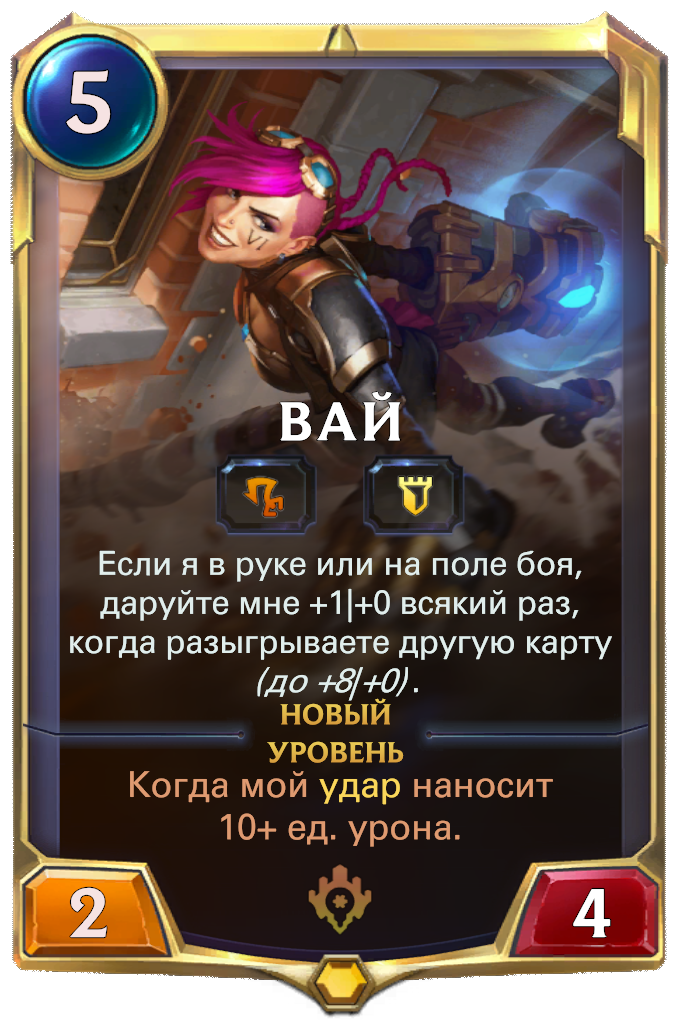 5
VI
ВАЙ
Если я в руке или на поле боя,
даруйте мне +1|+0 всякий раз,
когда разыгрываете другую карту
(до +8|+0).
НОВЫЙ
УРОВЕНЬ
Когда мой удар наносит
10+ ед. урона.
2
4